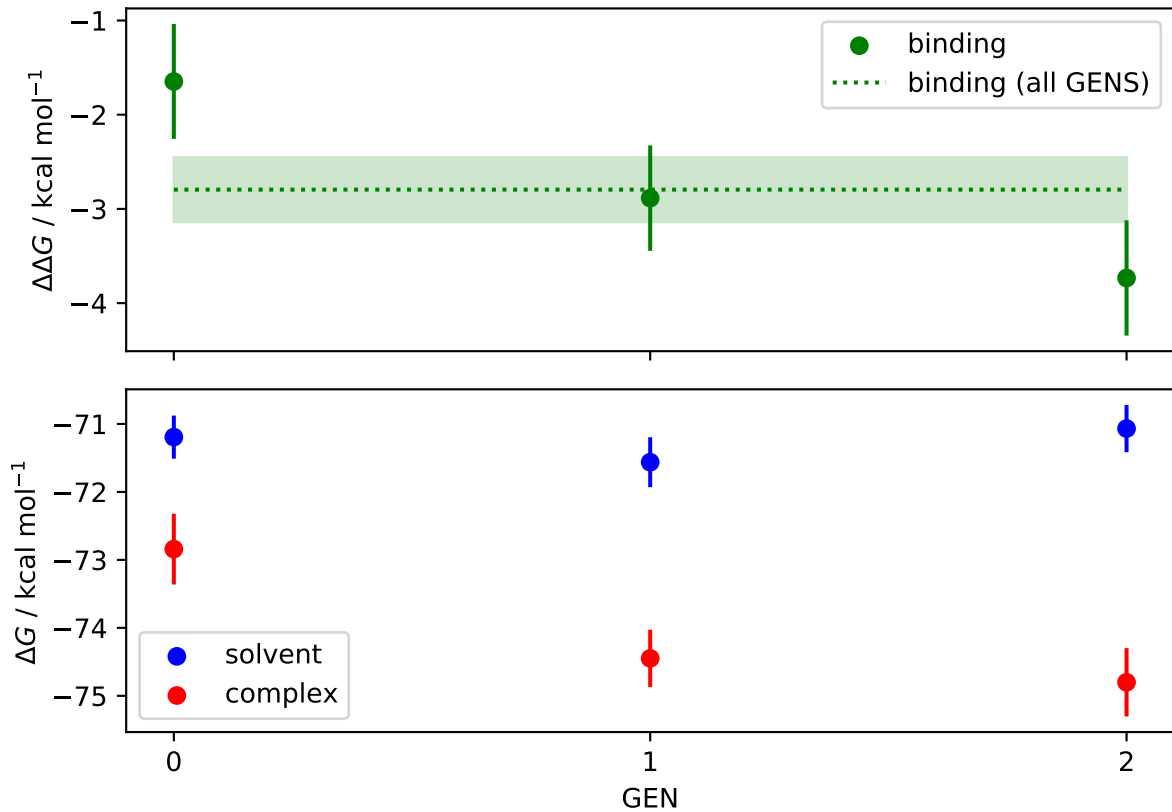 −1
−2
−3
−4
ΔΔG / kcal mol⁻¹
binding
binding (all GENS)
−71
−72
−73
−74
−75
ΔG / kcal mol⁻¹
solvent
complex
0
1
2
GEN